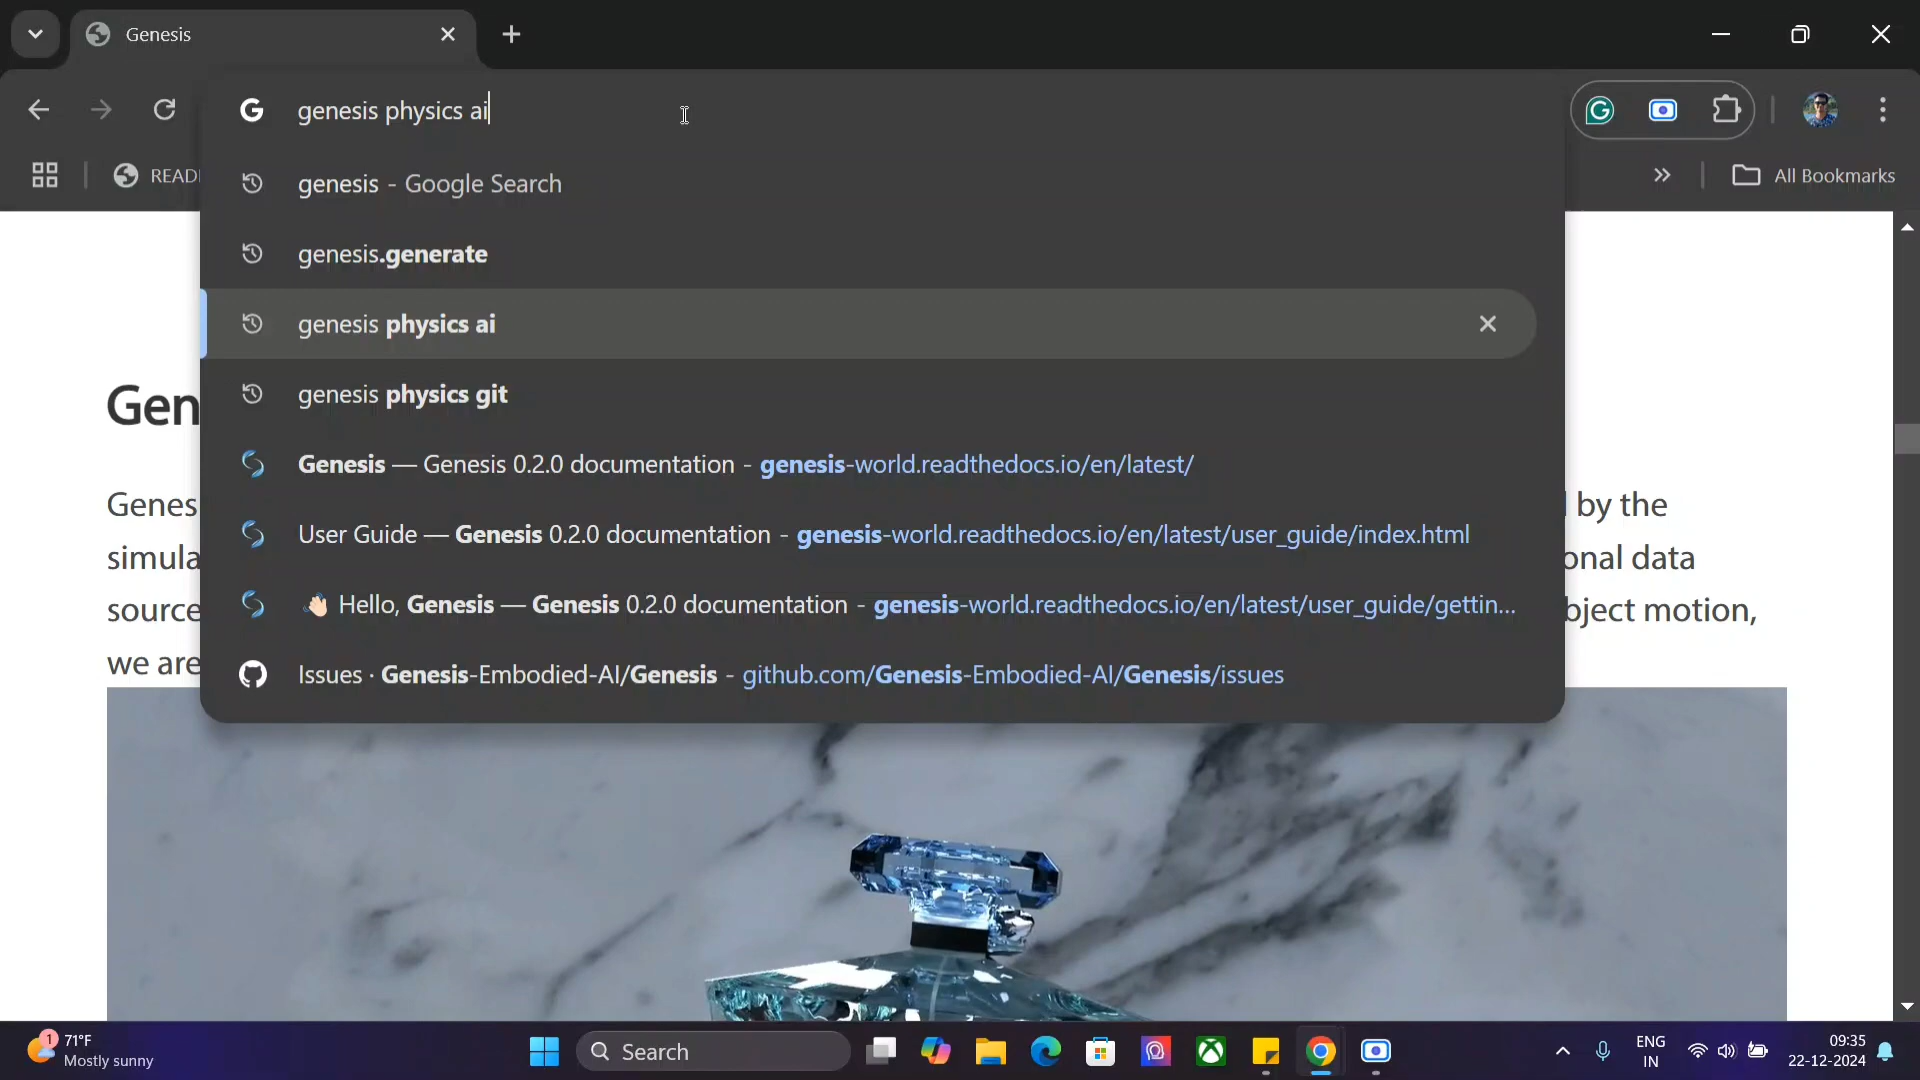 Genesis
genesis physics ai
READ
All Bookmarks
genesis - Google Search
genesis.generate
genesis physics ai
genesis physics git
Genesis — Genesis 0.2.0 documentation - genesis-world.readthedocs.io/en/latest/
User Guide — Genesis 0.2.0 documentation - genesis-world.readthedocs.io/en/latest/user_guide/index.html
👋🏻 Hello, Genesis — Genesis 0.2.0 documentation - genesis-world.readthedocs.io/en/latest/user_guide/gettin...
Issues · Genesis-Embodied-AI/Genesis - github.com/Genesis-Embodied-AI/Genesis/issues
Gen
Genes by the
simula onal data
source bject motion,
we are
1 71°F
Mostly sunny
Search
ENG
IN
09:35
22-12-2024